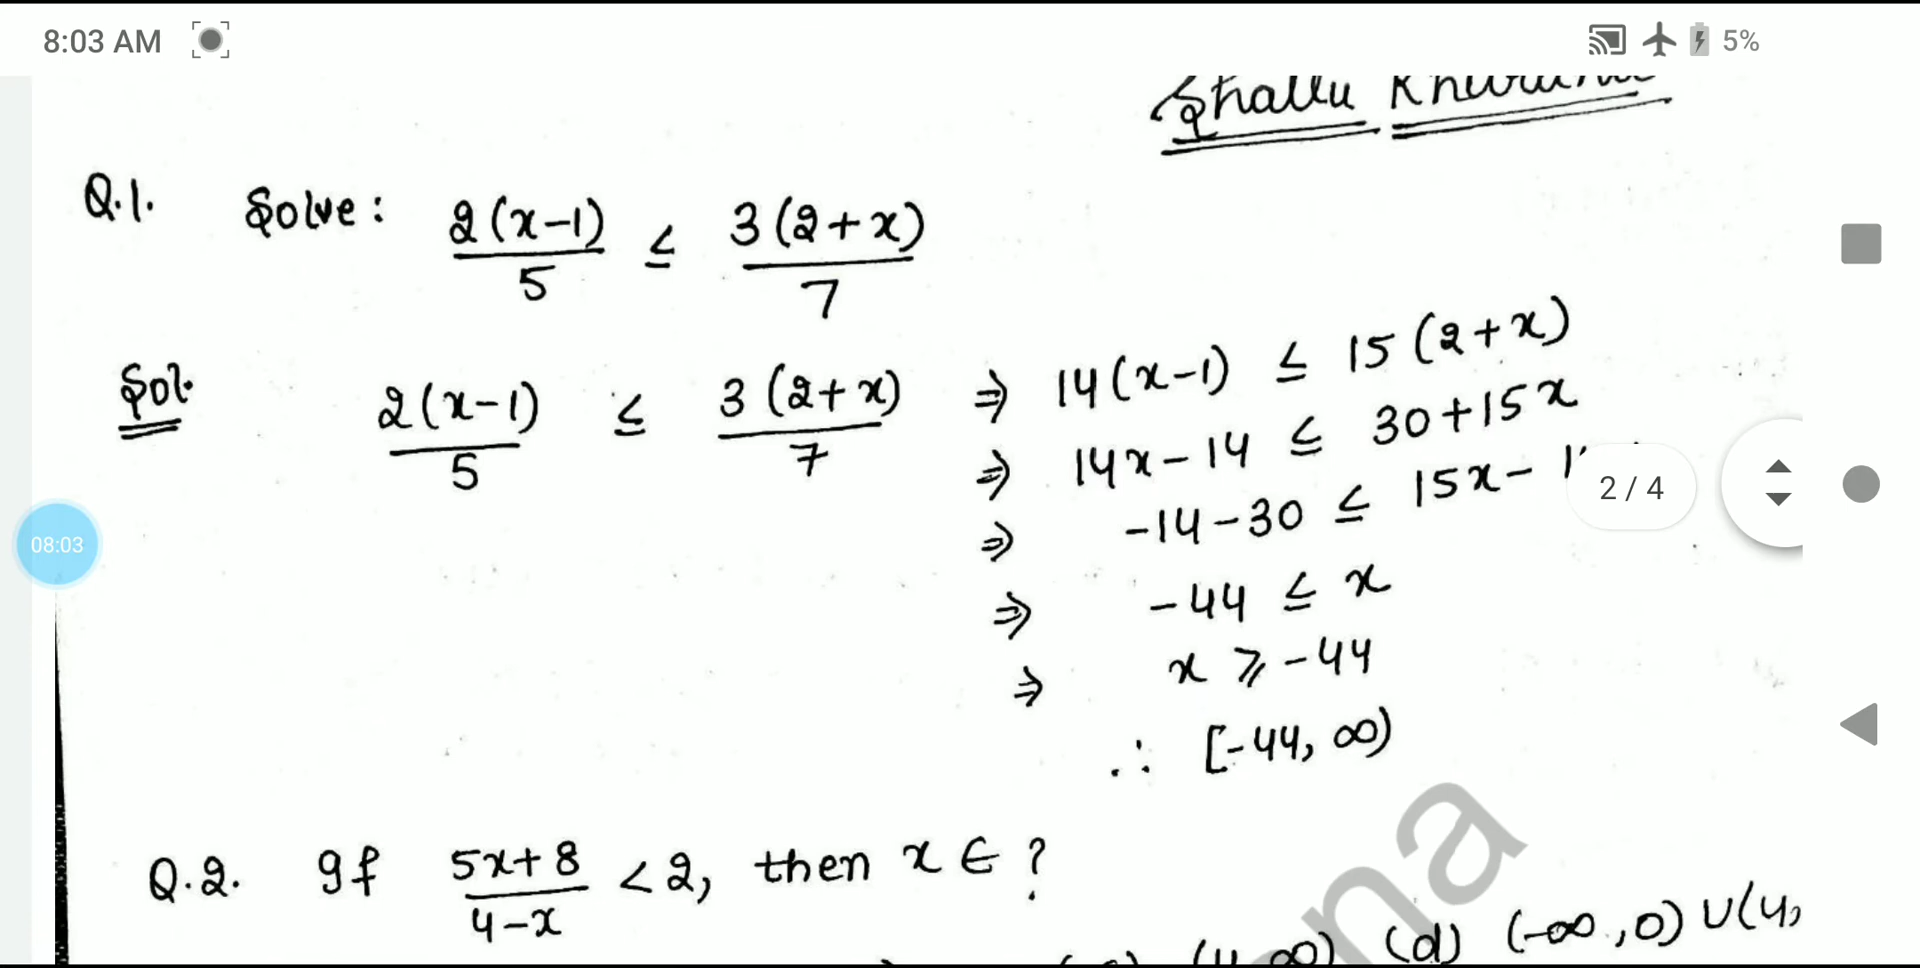 8:03 AM 5%
Shallu
Q.1. Solve: 2(x-1)/5 ≤ 3(2+x)/7
Sol. 2(x-1)/5 ≤ 3(2+x)/7 ⇒ 14(x-1) ≤ 15(2+x)
⇒ 14x-14 ≤ 30+15x
⇒ -14-30 ≤ 15x-
2 / 4
08:03
⇒ -44 ≤ x
⇒ x ⩾ -44
∴ [-44, ∞)
Q.2. If 5x+8/4-x <2, then x ∈ ?
(d) (-∞,0) ∪ (4,
na